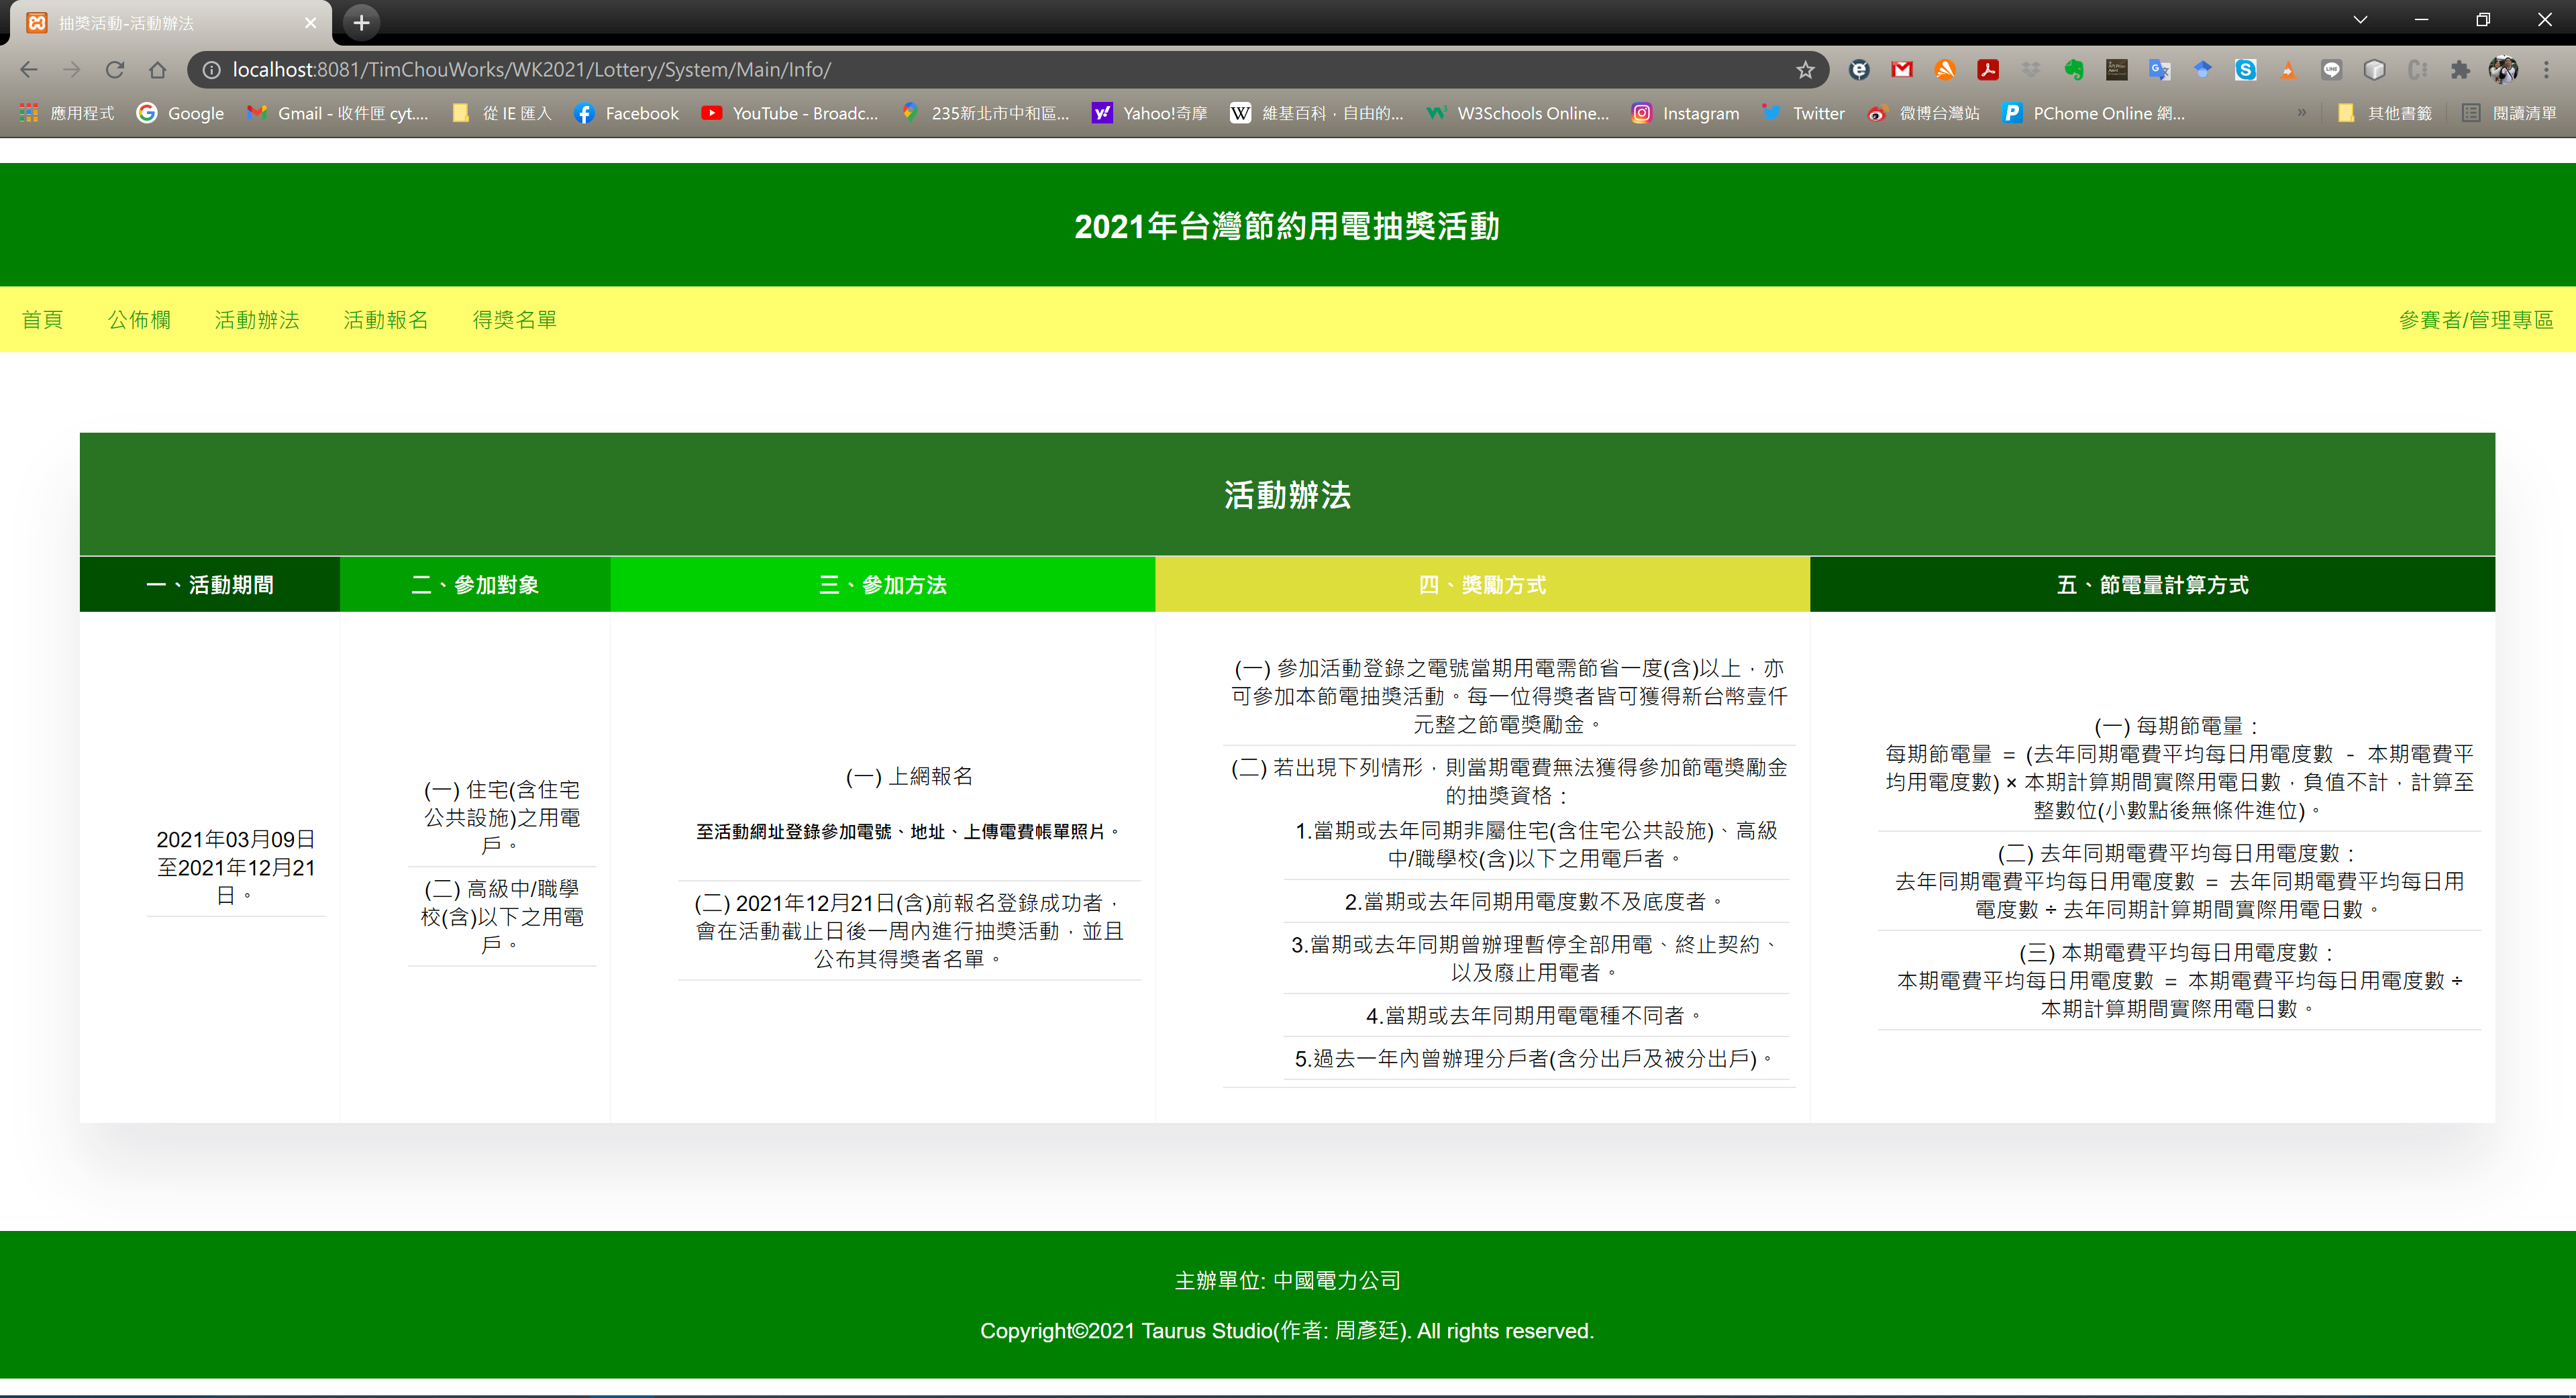 抽獎活動-活動辦法
localhost:8081/TimChouWorks/WK2021/Lottery/System/Main/Info/
應用程式 Google Gmail - 收件匣 cyt.... 從 IE 匯入 Facebook YouTube - Broadc... 235新北市中和區... Yahoo!奇摩 維基百科，自由的... W3Schools Online... Instagram Twitter 微博台灣站 PChome Online 網... » 其他書籤 閱讀清單
2021年台灣節約用電抽獎活動
首頁 公佈欄 活動辦法 活動報名 得獎名單 參賽者/管理專區
活動辦法
一、活動期間 二、參加對象 三、參加方法 四、獎勵方式 五、節電量計算方式
2021年03月09日
至2021年12月21
日。
(一) 住宅(含住宅
公共設施)之用電
戶。
(二) 高級中/職學
校(含)以下之用電
戶。
(一) 上網報名
至活動網址登錄參加電號、地址、上傳電費帳單照片。
(二) 2021年12月21日(含)前報名登錄成功者，
會在活動截止日後一周內進行抽獎活動，並且
公布其得獎者名單。
(一) 參加活動登錄之電號當期用電需節省一度(含)以上，亦
可參加本節電抽獎活動。每一位得獎者皆可獲得新台幣壹仟
元整之節電獎勵金。
(二) 若出現下列情形，則當期電費無法獲得參加節電獎勵金
的抽獎資格：
1.當期或去年同期非屬住宅(含住宅公共設施)、高級
中/職學校(含)以下之用電戶者。
2.當期或去年同期用電度數不及底度者。
3.當期或去年同期曾辦理暫停全部用電、終止契約、
以及廢止用電者。
4.當期或去年同期用電電種不同者。
5.過去一年內曾辦理分戶者(含分出戶及被分出戶)。
(一) 每期節電量：
每期節電量 = (去年同期電費平均每日用電度數 - 本期電費平
均用電度數) × 本期計算期間實際用電日數，負值不計，計算至
整數位(小數點後無條件進位)。
(二) 去年同期電費平均每日用電度數：
去年同期電費平均每日用電度數 = 去年同期電費平均每日用
電度數 ÷ 去年同期計算期間實際用電日數。
(三) 本期電費平均每日用電度數：
本期電費平均每日用電度數 = 本期電費平均每日用電度數 ÷
本期計算期間實際用電日數。
主辦單位: 中國電力公司
Copyright©2021 Taurus Studio(作者: 周彥廷). All rights reserved.